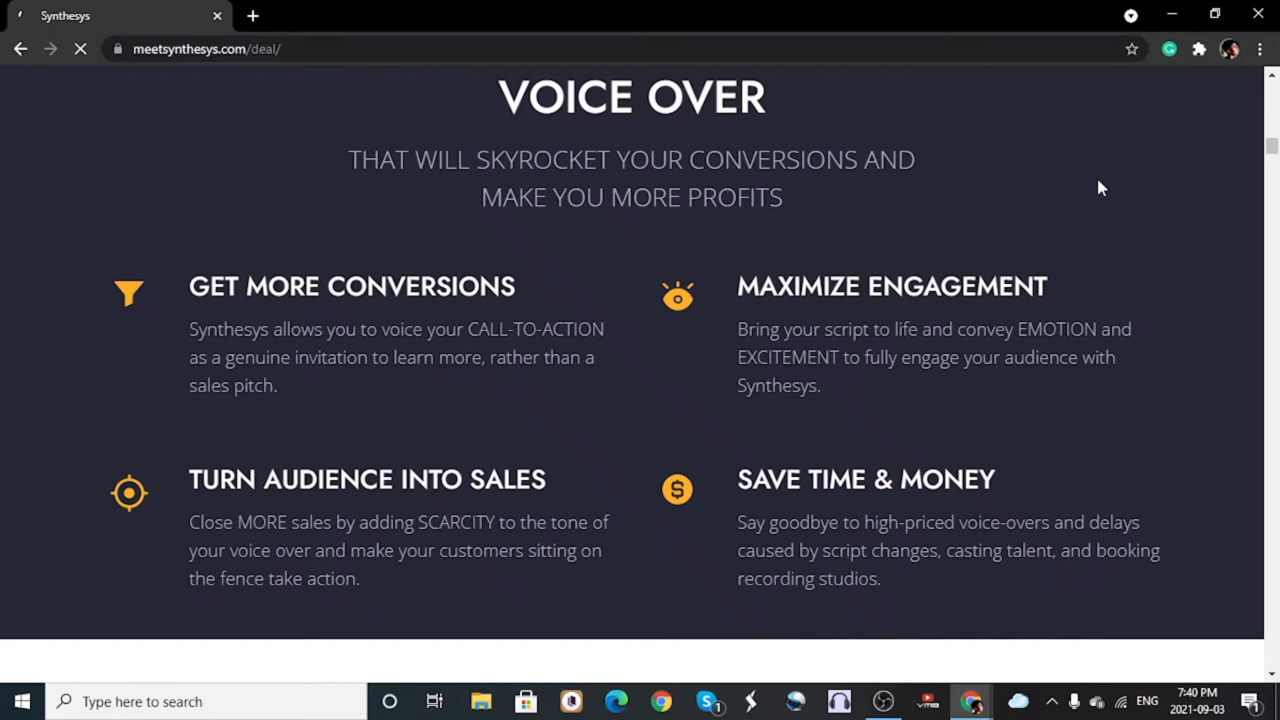 Synthesys
meetsynthesys.com/deal/
VOICE OVER
THAT WILL SKYROCKET YOUR CONVERSIONS AND
MAKE YOU MORE PROFITS
GET MORE CONVERSIONS
Synthesys allows you to voice your CALL-TO-ACTION
as a genuine invitation to learn more, rather than a
sales pitch.
MAXIMIZE ENGAGEMENT
Bring your script to life and convey EMOTION and
EXCITEMENT to fully engage your audience with
Synthesys.
TURN AUDIENCE INTO SALES
Close MORE sales by adding SCARCITY to the tone of
your voice over and make your customers sitting on
the fence take action.
SAVE TIME & MONEY
Say goodbye to high-priced voice-overs and delays
caused by script changes, casting talent, and booking
recording studios.
Type here to search
1
ENG
7:40 PM
2021-09-03
1